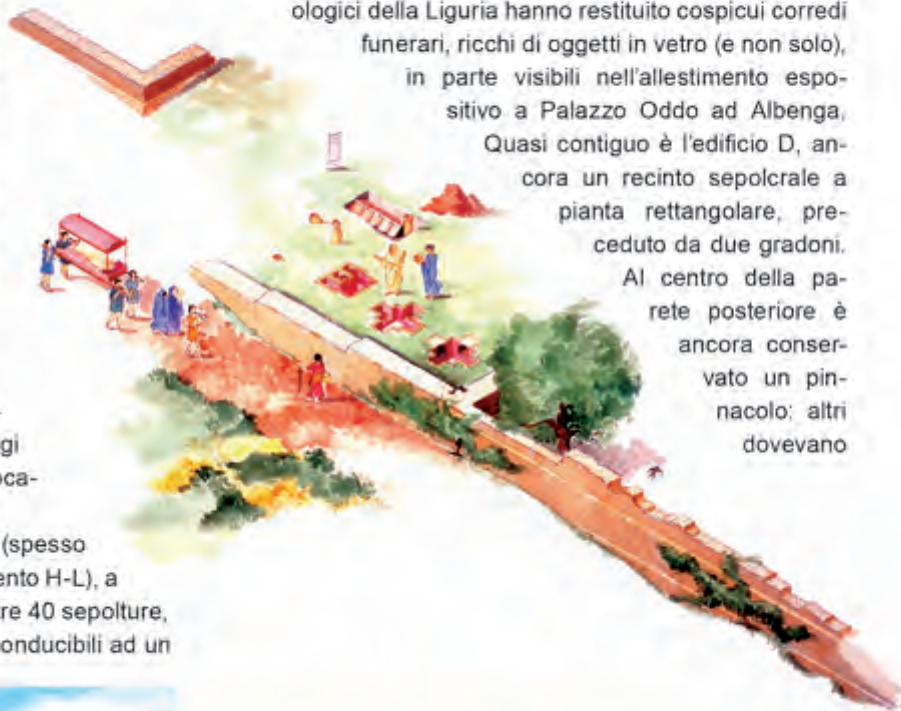 ologici della Liguria hanno restituito cospicui corredi
funerari, ricchi di oggetti in vetro (e non solo),
in parte visibili nell'allestimento espo-
sitivo a Palazzo Oddo ad Albenga.
Quasi contiguo è l'edificio D, an-
cora un recinto sepolcrale a
pianta rettangolare, pre-
ceduto da due gradoni.
Al centro della pa-
rete posteriore è
ancora conser-
vato un pin-
nacolo: altri
dovevano
-
gi
oca-
(spesso
ento H-L), a
tre 40 sepolture,
onducibili ad un